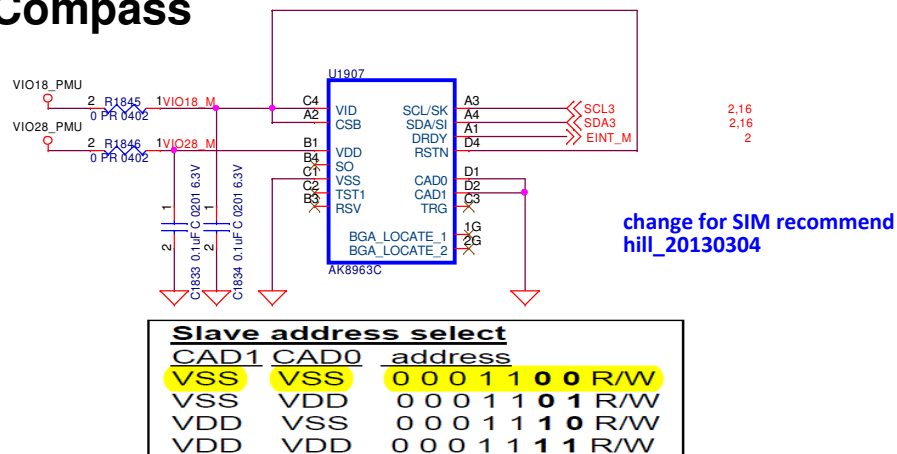 Compass
U1907
VIO18_PMU
2 R1845 1 VIO18_M
0 PR 0402
VIO28_PMU
2 R1846 1 VIO28_M
0 PR 0402
C4 VID SCL/SK A3 SCL3 2,16
A2 CSB SDA/SI A4 SDA3 2,16
DRDY A1 EINT_M 2
B1 VDD RSTN D4
B4 SO
C1 VSS CAD0 D1
C2 TST1 CAD1 D2
B3 RSV TRG C3
BGA_LOCATE_1 1G
BGA_LOCATE_2 2G
AK8963C
1 2 C1833 0.1uF C 0201 6.3V
1 2 C1834 0.1uF C 0201 6.3V
change for SIM recommend
hill_20130304
Slave address select
CAD1 CAD0 address
VSS VSS 0 0 0 1 1 0 0 R/W
VSS VDD 0 0 0 1 1 0 1 R/W
VDD VSS 0 0 0 1 1 1 0 R/W
VDD VDD 0 0 0 1 1 1 1 R/W